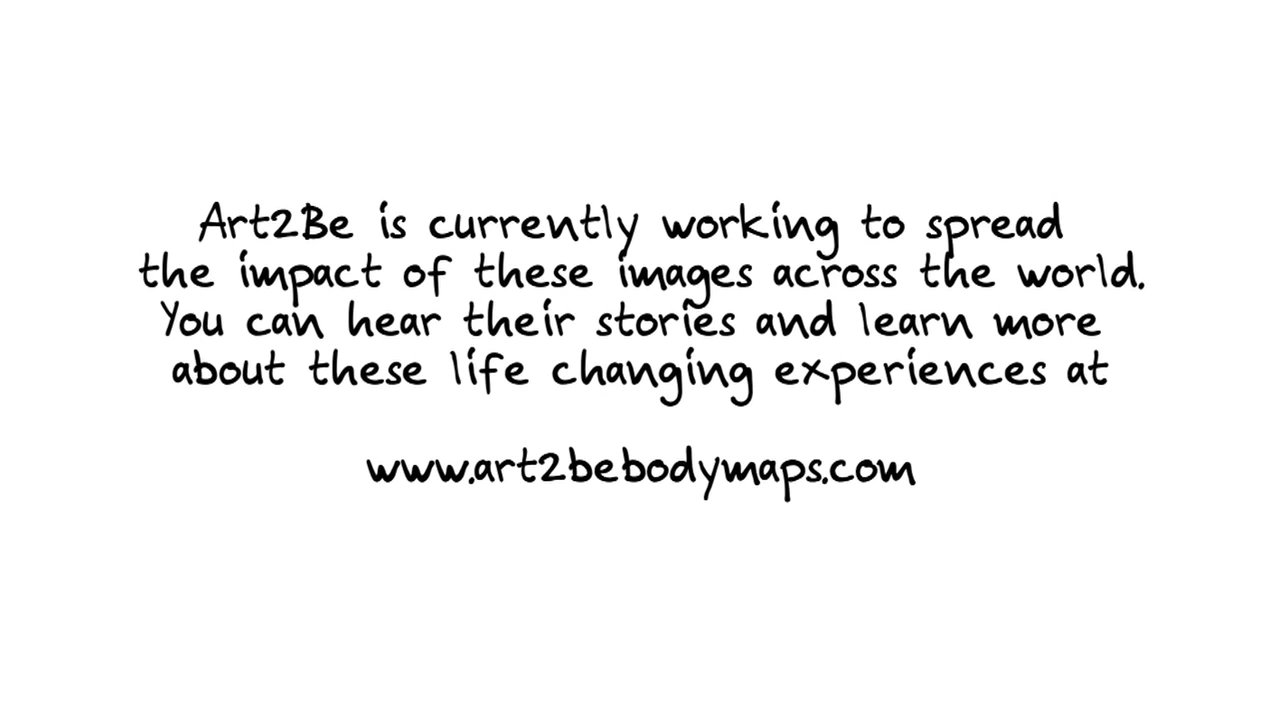 Art2Be is currently working to spread
the impact of these images across the world.
You can hear their stories and learn more
about these life changing experiences at
www.art2bebodymaps.com